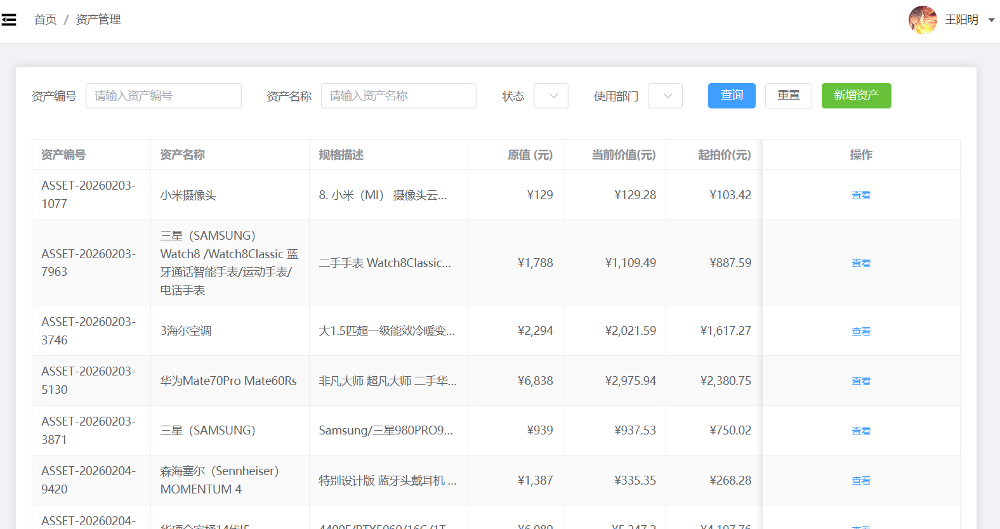 首页 / 资产管理
王阳明
资产编号 请输入资产编号 资产名称 请输入资产名称 状态 使用部门 查询 重置 新增资产
资产编号 资产名称 规格描述 原值 (元) 当前价值(元) 起拍价(元) 操作
ASSET-20260203-
1077
小米摄像头
8. 小米（MI） 摄像头云...
¥129
¥129.28
¥103.42
查看
ASSET-20260203-
7963
三星（SAMSUNG）
Watch8 /Watch8Classic 蓝
牙通话智能手表/运动手表/
电话手表
二手手表 Watch8Classic...
¥1,788
¥1,109.49
¥887.59
查看
ASSET-20260203-
3746
3海尔空调
大1.5匹超一级能效冷暖变...
¥2,294
¥2,021.59
¥1,617.27
查看
ASSET-20260203-
5130
华为Mate70Pro Mate60Rs
非凡大师 超凡大师 二手华...
¥6,838
¥2,975.94
¥2,380.75
查看
ASSET-20260203-
3871
三星（SAMSUNG）
Samsung/三星980PRO9...
¥939
¥937.53
¥750.02
查看
ASSET-20260204-
9420
森海塞尔（Sennheiser）
MOMENTUM 4
特别设计版 蓝牙头戴耳机 ...
¥1,387
¥335.35
¥268.28
查看
ASSET-20260204-